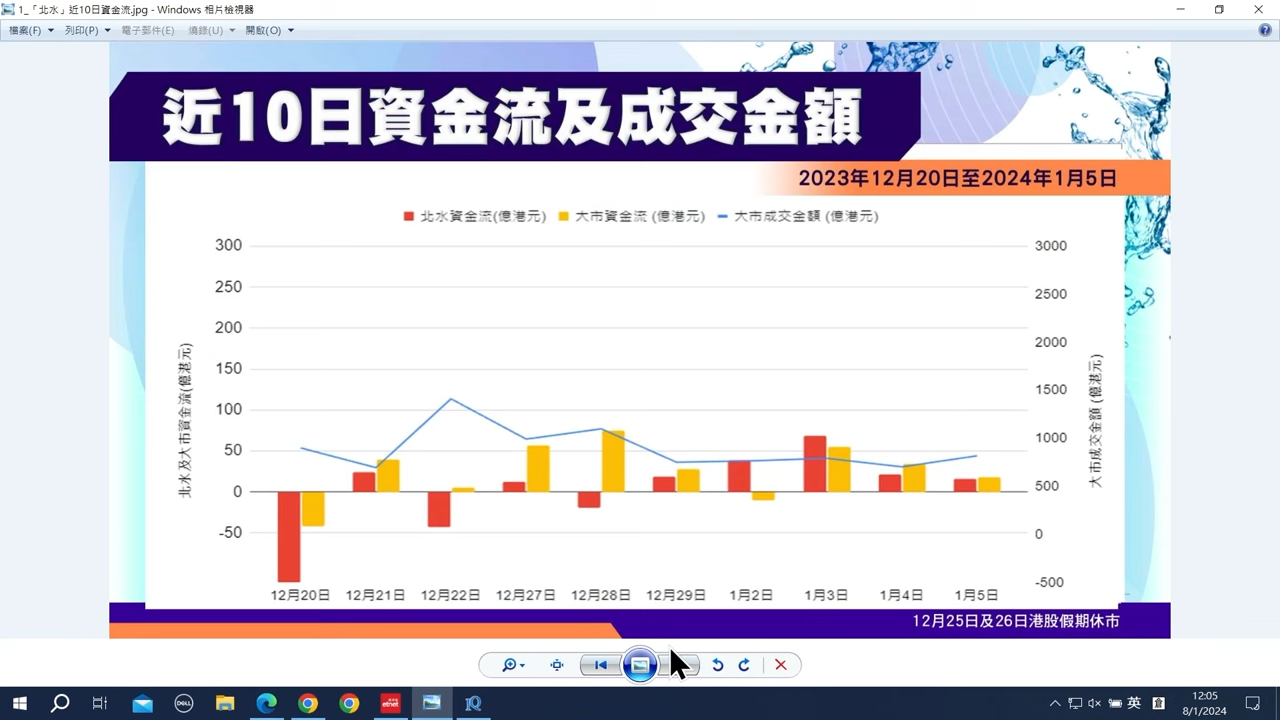 1_「北水」近10日資金流.jpg - Windows 相片檢視器
檔案(F) 列印(P) 電子郵件(E) 燒錄(U) 開啟(O)
近10日資金流及成交金額
2023年12月20日至2024年1月5日
北水資金流(億港元) 大市資金流 (億港元) 大市成交金額 (億港元)
300 3000
250 2500
200 2000
150 1500
100 1000
50 500
0 0
-50 -500
北水及大市資金流(億港元)
大市成交金額 (億港元)
12月20日 12月21日 12月22日 12月27日 12月28日 12月29日 1月2日 1月3日 1月4日 1月5日
12月25日及26日港股假期休市
DELL
etnet
IQ
英
12:05
8/1/2024